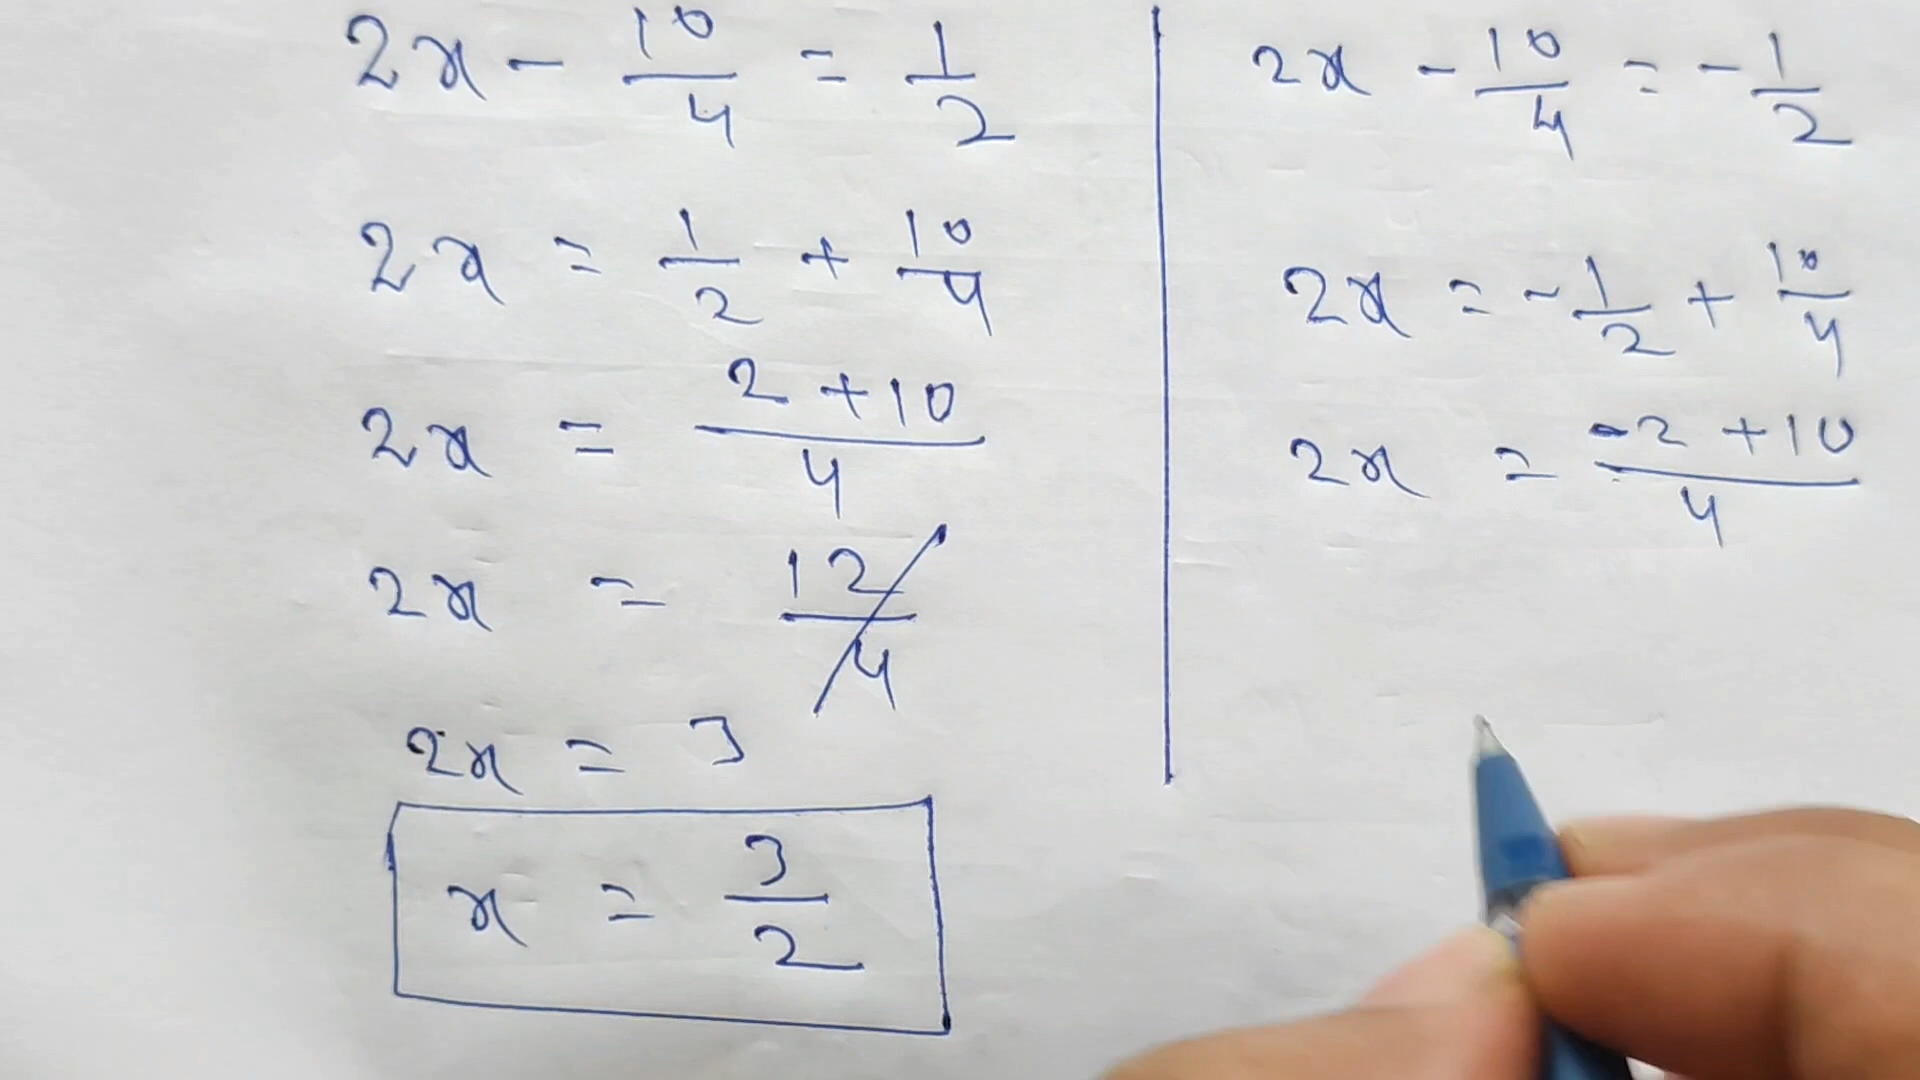 2x - 10/4 = 1/2
2x = 1/2 + 10/4
2x = 2 + 10/4
2x = 12/4
2x = 3
x = 3/2
2x - 10/4 = - 1/2
2x = - 1/2 + 10/4
2x = -2 + 10/4